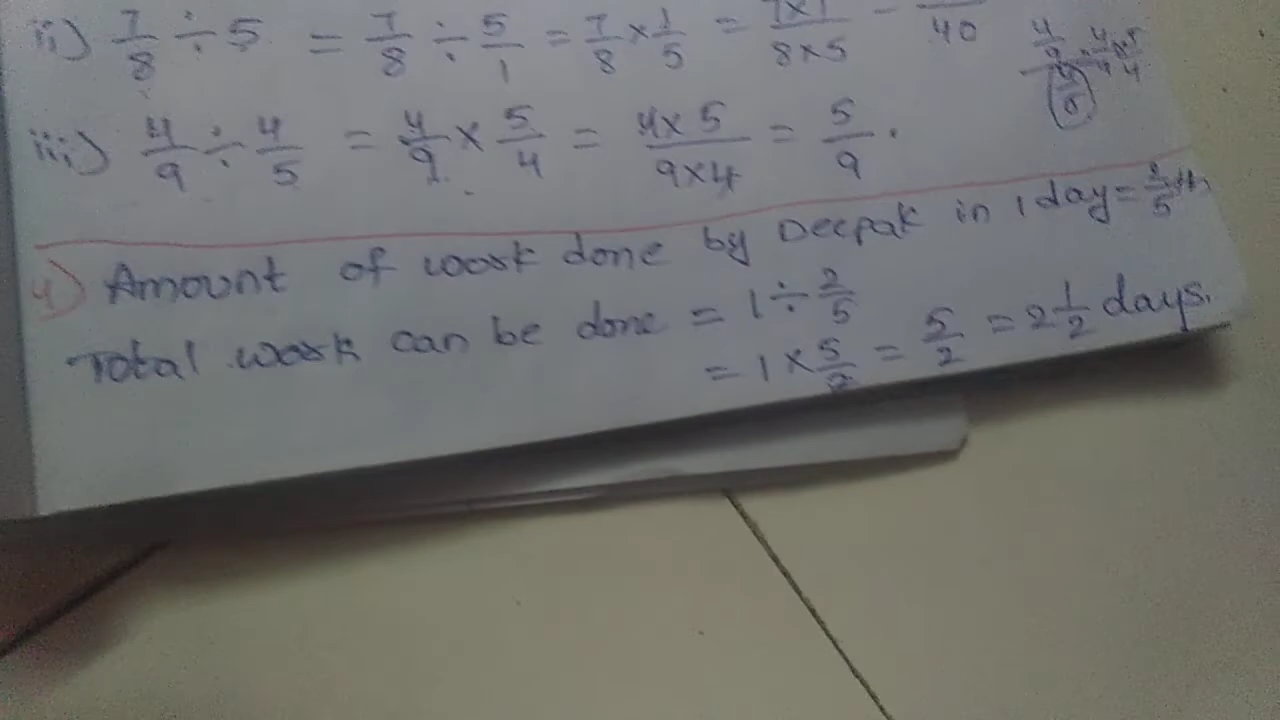 ii) 7/8 ÷ 5 = 7/8 ÷ 5/1 = 7/8 × 1/5 = 7×1/8×5 = /40
iii) 4/9 ÷ 4/5 = 4/9 × 5/4 = 4×5/9×4 = 5/9.
4) Amount of work done by Deepak in 1 day = 2/5th
Total work can be done = 1 ÷ 2/5
= 1 × 5/2 = 5/2 = 2 1/2 days.